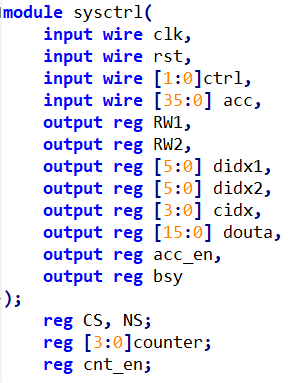 module sysctrl(
input wire clk,
input wire rst,
input wire [1:0]ctrl,
input wire [35:0] acc,
output reg RW1,
output reg RW2,
output reg [5:0] didx1,
output reg [5:0] didx2,
output reg [3:0] cidx,
output reg [15:0] douta,
output reg acc_en,
output reg bsy
);
reg CS, NS;
reg [3:0]counter;
reg cnt_en;